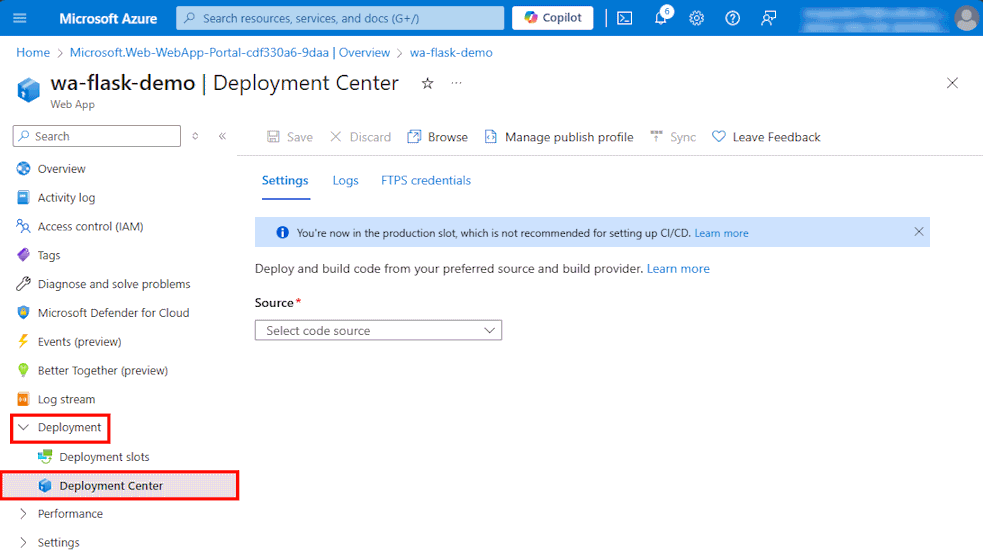 Microsoft Azure
Search resources, services, and docs (G+/)
Copilot
6
Home > Microsoft.Web-WebApp-Portal-cdf330a6-9daa | Overview > wa-flask-demo
wa-flask-demo | Deployment Center
Web App
Search
Save
Discard
Browse
Manage publish profile
Sync
Leave Feedback
Overview
Activity log
Access control (IAM)
Tags
Diagnose and solve problems
Microsoft Defender for Cloud
Events (preview)
Better Together (preview)
Log stream
Deployment
Deployment slots
Deployment Center
Performance
Settings
Settings
Logs
FTPS credentials
You're now in the production slot, which is not recommended for setting up CI/CD. Learn more
Deploy and build code from your preferred source and build provider. Learn more
Source*
Select code source